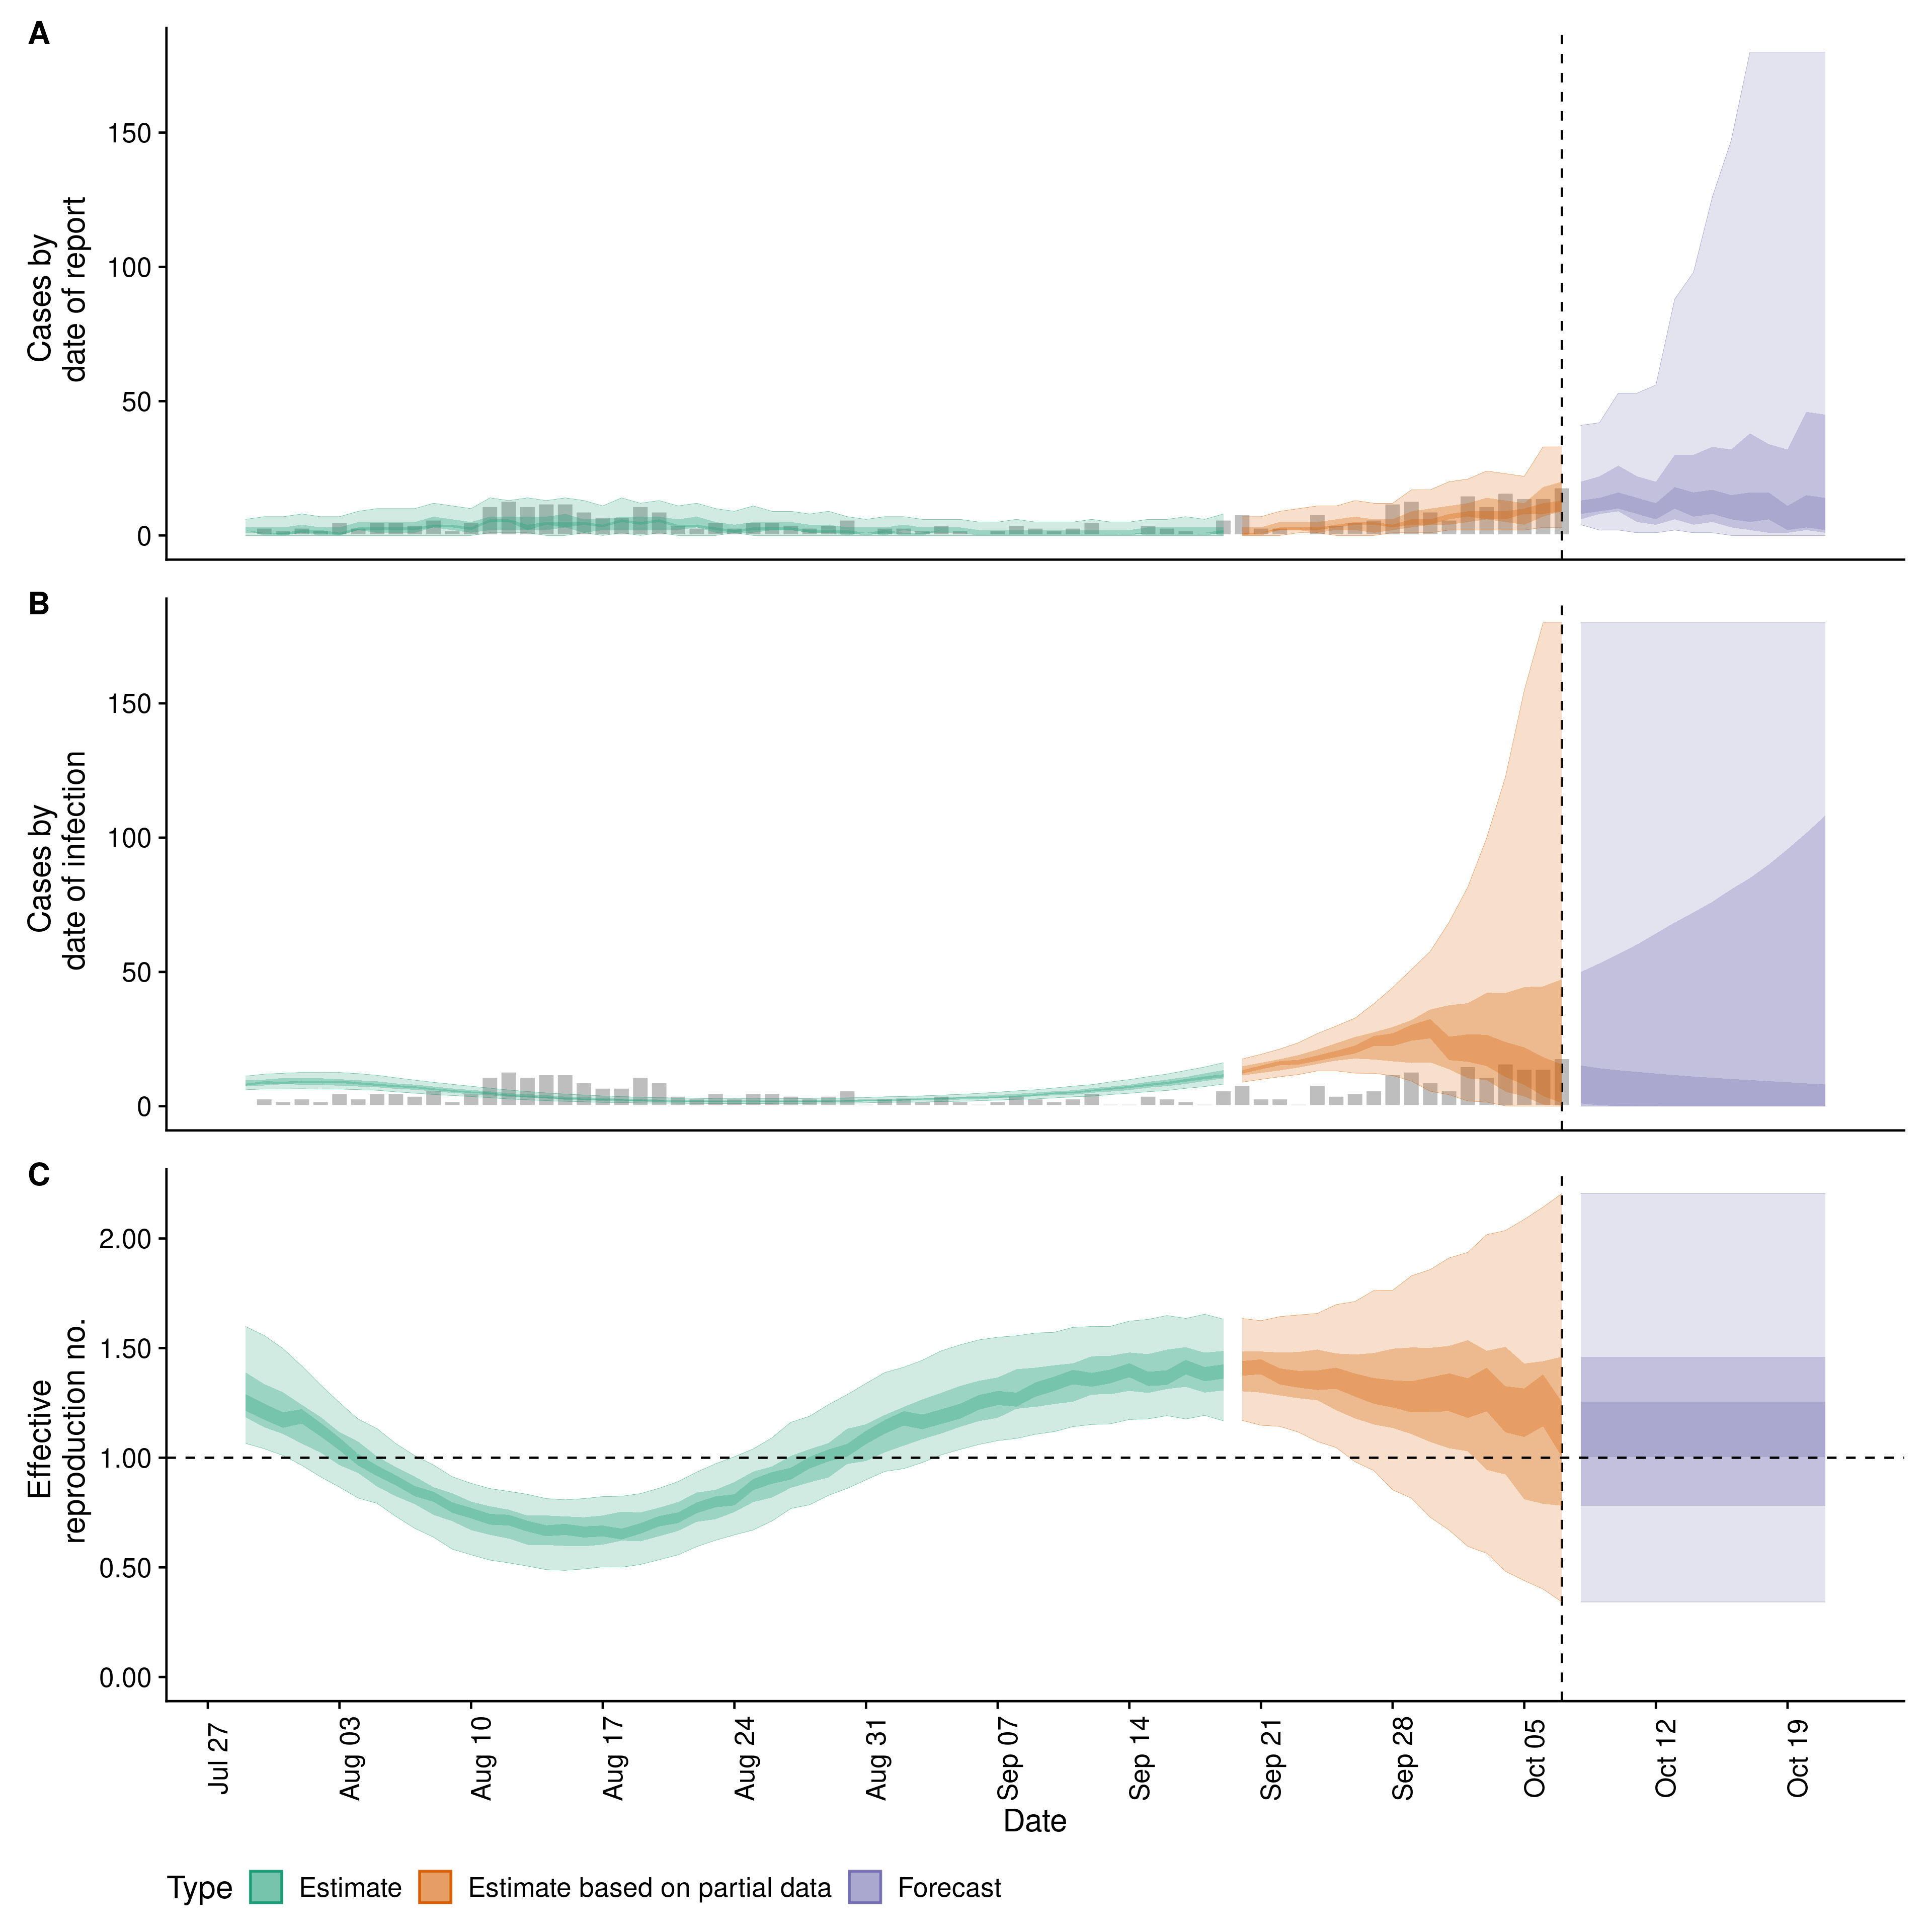 A
Cases by
date of report
150
100
50
0
B
Cases by
date of infection
150
100
50
0
C
Effective
reproduction no.
2.00
1.50
1.00
0.50
0.00
Jul 27
Aug 03
Aug 10
Aug 17
Aug 24
Aug 31
Sep 07
Sep 14
Sep 21
Sep 28
Oct 05
Oct 12
Oct 19
Date
Type Estimate Estimate based on partial data Forecast